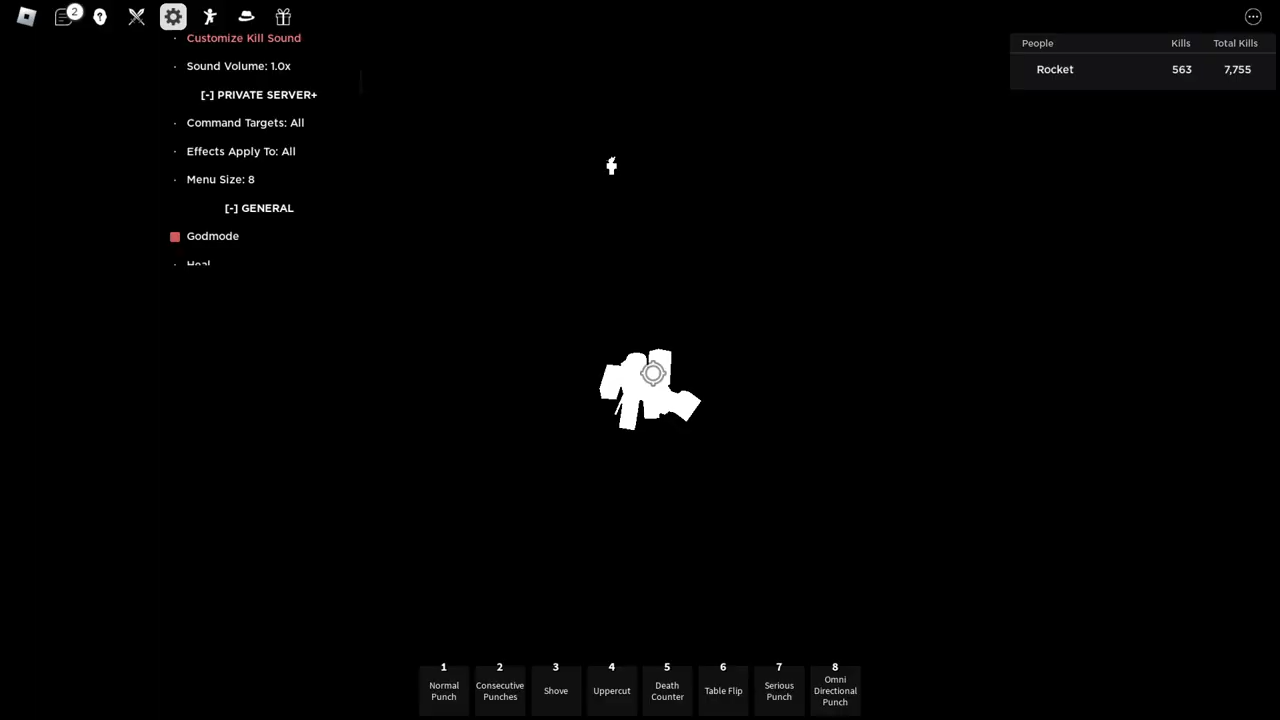 2
Customize Kill Sound
· Sound Volume: 1.0x
[-] PRIVATE SERVER+
· Command Targets: All
· Effects Apply To: All
· Menu Size: 8
[-] GENERAL
Godmode
· Heal
People Kills Total Kills
Rocket 563 7,755
1 2 3 4 5 6 7 8
Normal Punch
Consecutive Punches
Shove
Uppercut
Death Counter
Table Flip
Serious Punch
Omni Directional Punch